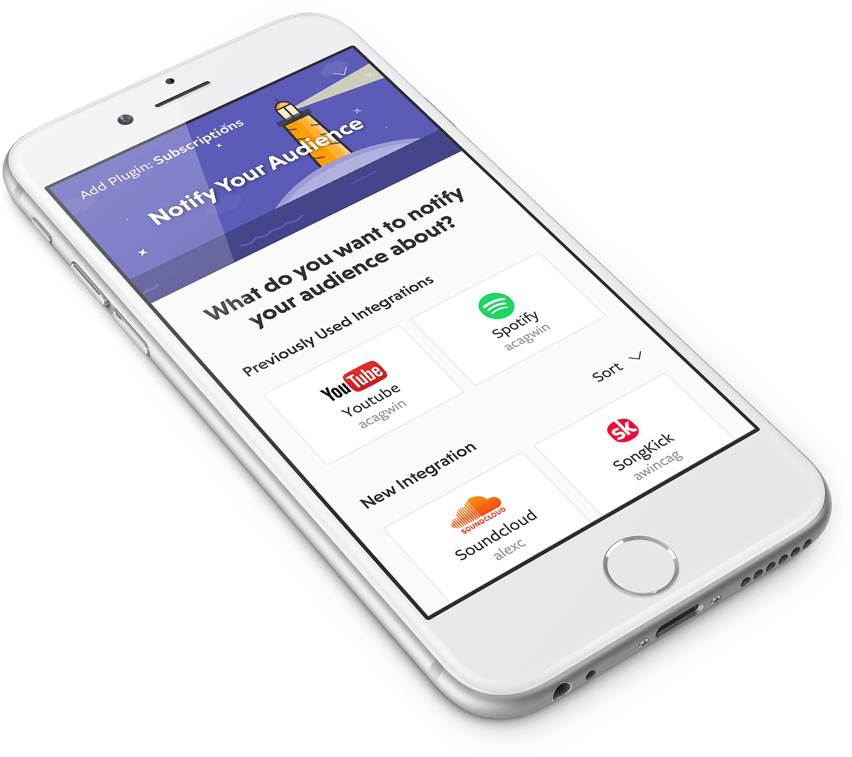 Add Plugin: Subscriptions
Notify Your Audience
What do you want to notify
your audience about?
Previously Used Integrations
YouTube
Youtube
acagwin
Spotify
acagwin
Sort
New Integration
SOUNDCLOUD
Soundcloud
alexc
sk
SongKick
awincag